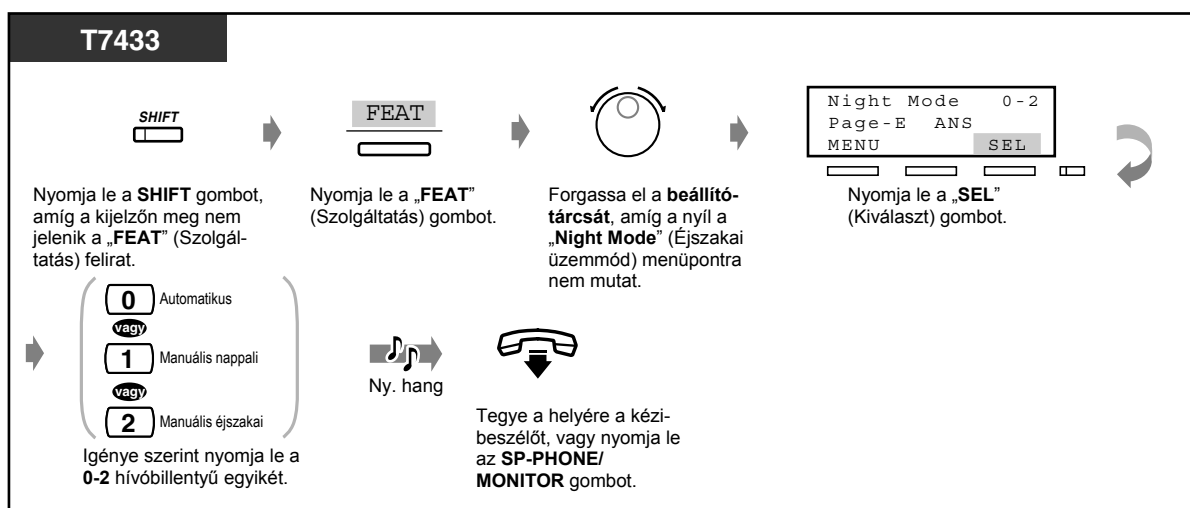 T7433
SHIFT
FEAT
Night Mode 0-2
Page-E ANS
MENU SEL
Nyomja le a SHIFT gombot,
amíg a kijelzőn meg nem
jelenik a „FEAT” (Szolgál-
tatás) felirat.
Nyomja le a „FEAT”
(Szolgáltatás) gombot.
Forgassa el a beállító-
tárcsát, amíg a nyíl a
„Night Mode” (Éjszakai
üzemmód) menüpontra
nem mutat.
Nyomja le a „SEL”
(Kiválaszt) gombot.
0 Automatikus
vagy
1 Manuális nappali
vagy
2 Manuális éjszakai
Igénye szerint nyomja le a
0-2 hívóbillentyű egyikét.
Ny. hang
Tegye a helyére a kézi-
beszélőt, vagy nyomja le
az SP-PHONE/
MONITOR gombot.